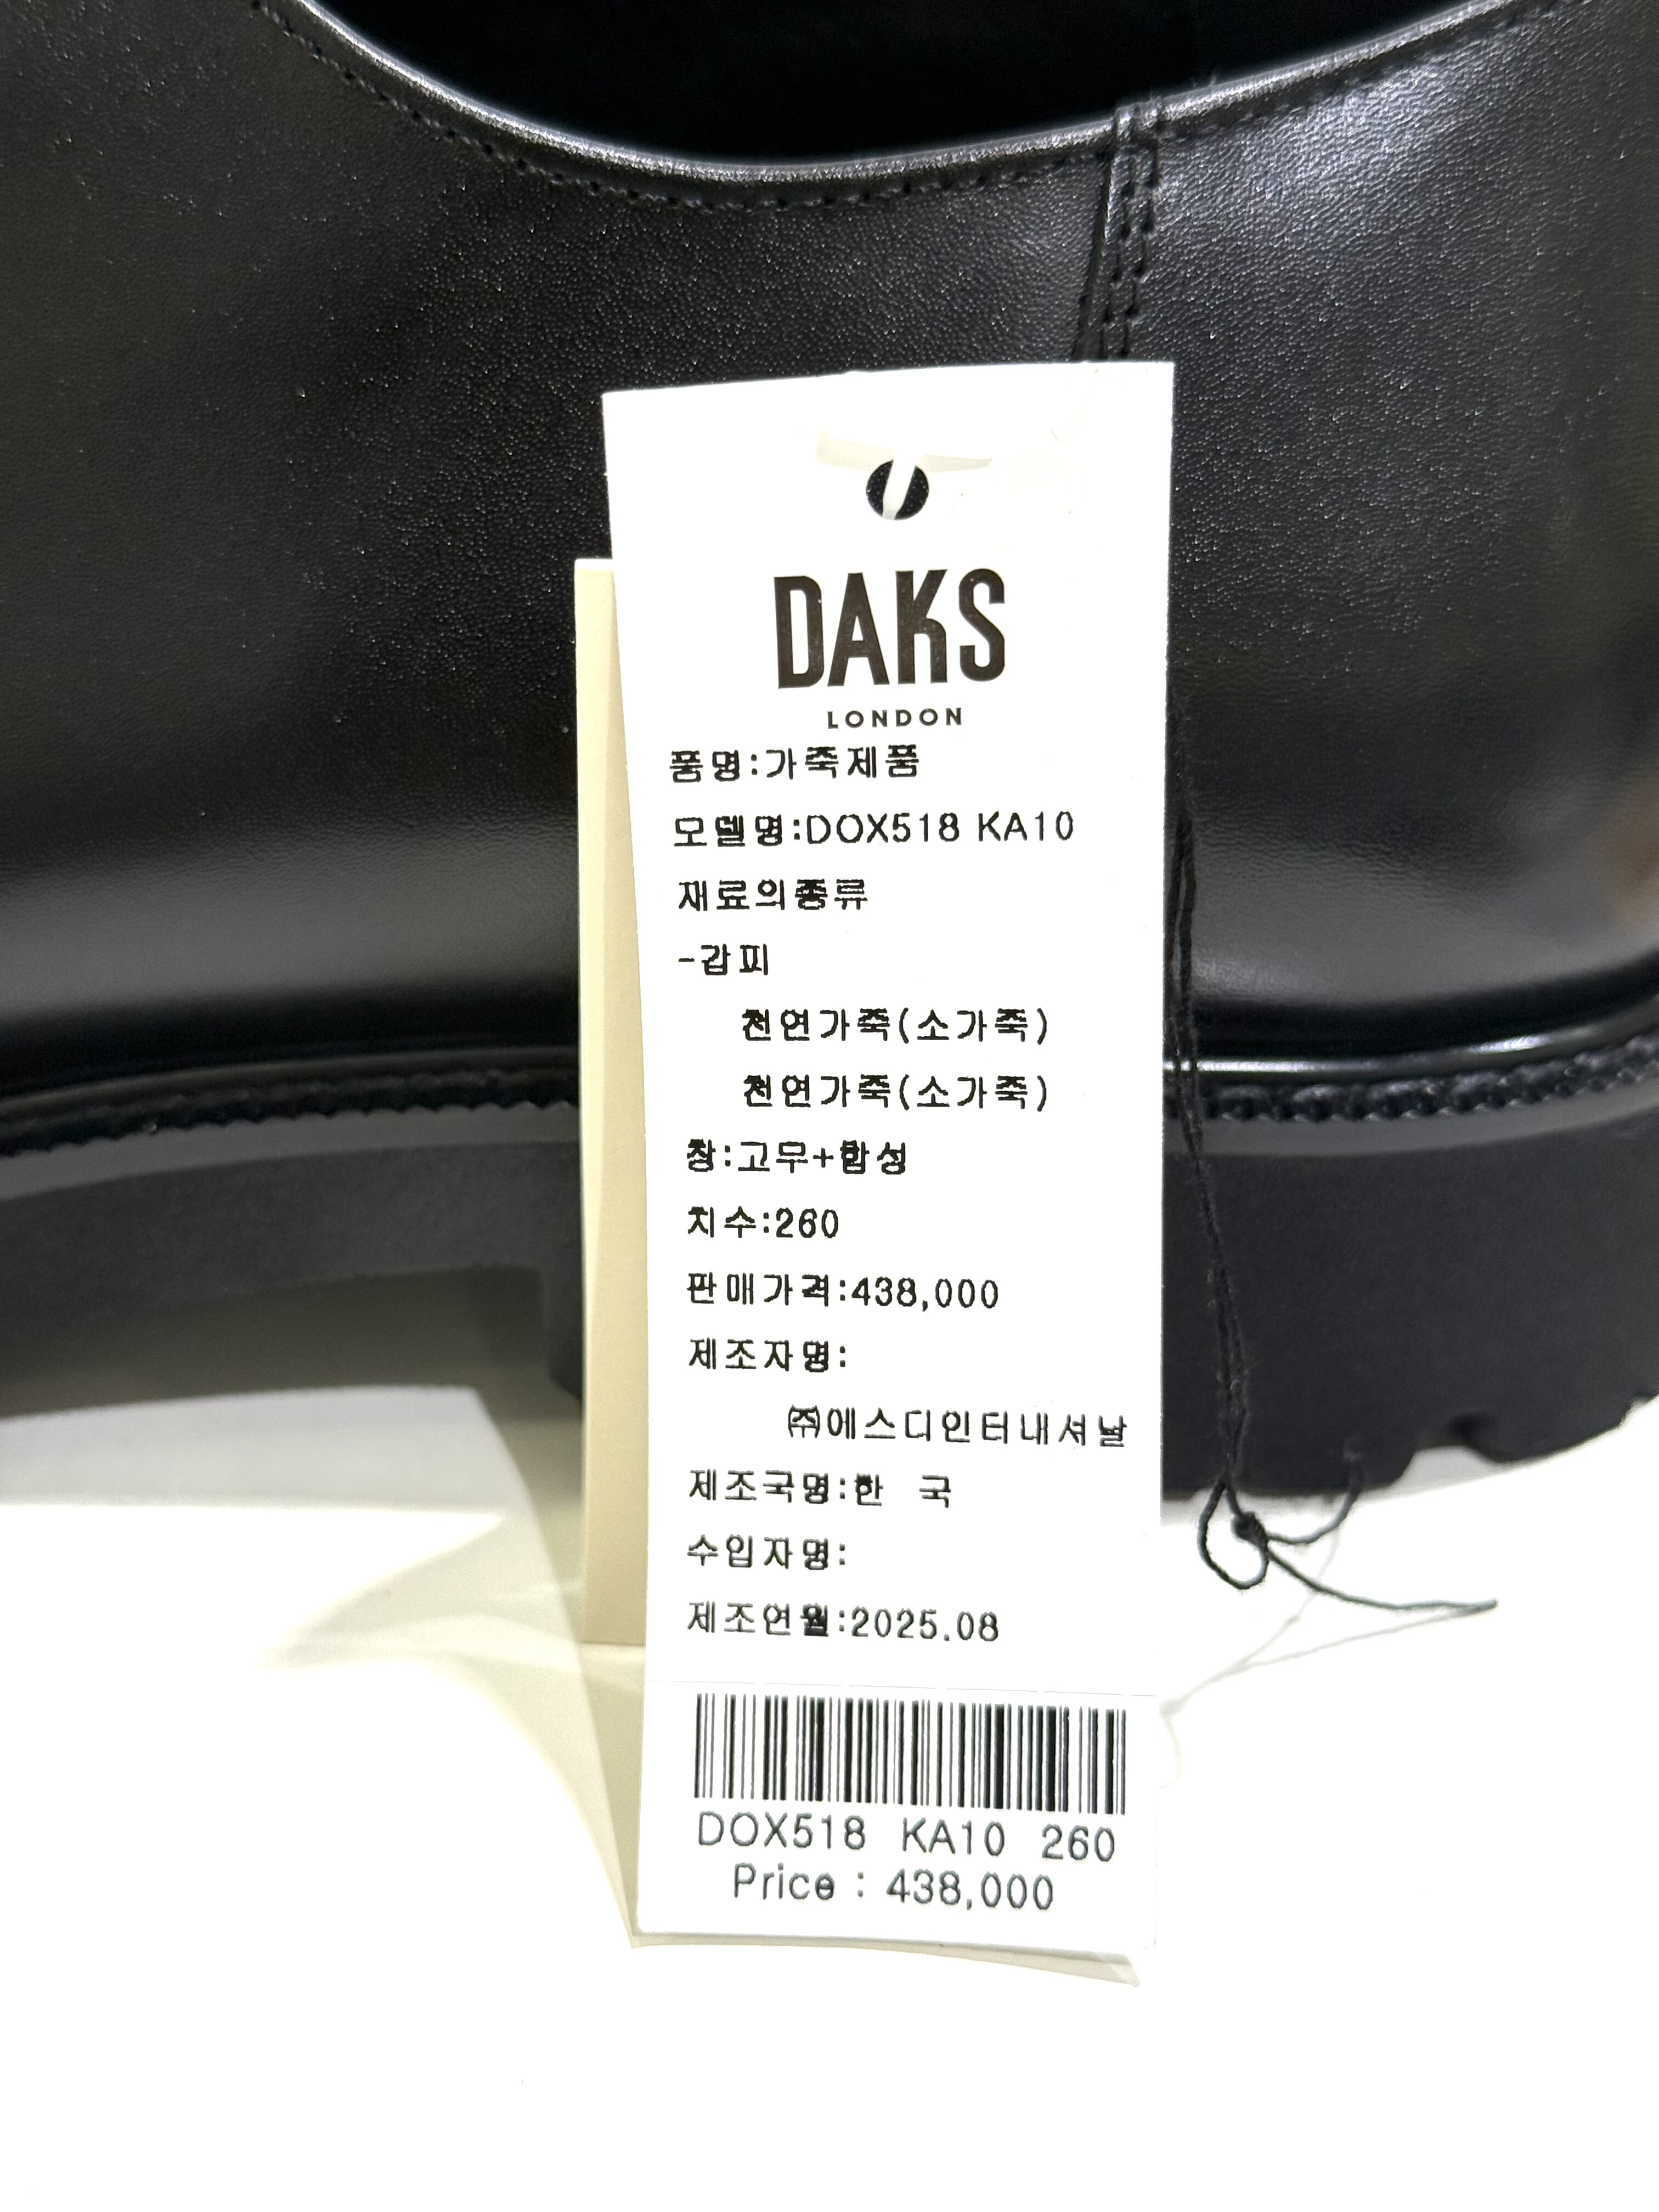 DAKS
LONDON
품명:가죽제품
모델명:DOX518 KA10
재료의종류
-갑피
천연가죽(소가죽)
천연가죽(소가죽)
창:고무+합성
치수:260
판매가격:438,000
제조자명:
㈜에스디인터내셔날
제조국명:한 국
수입자명:
제조연월:2025.08
DOX518 KA10 260
Price : 438,000